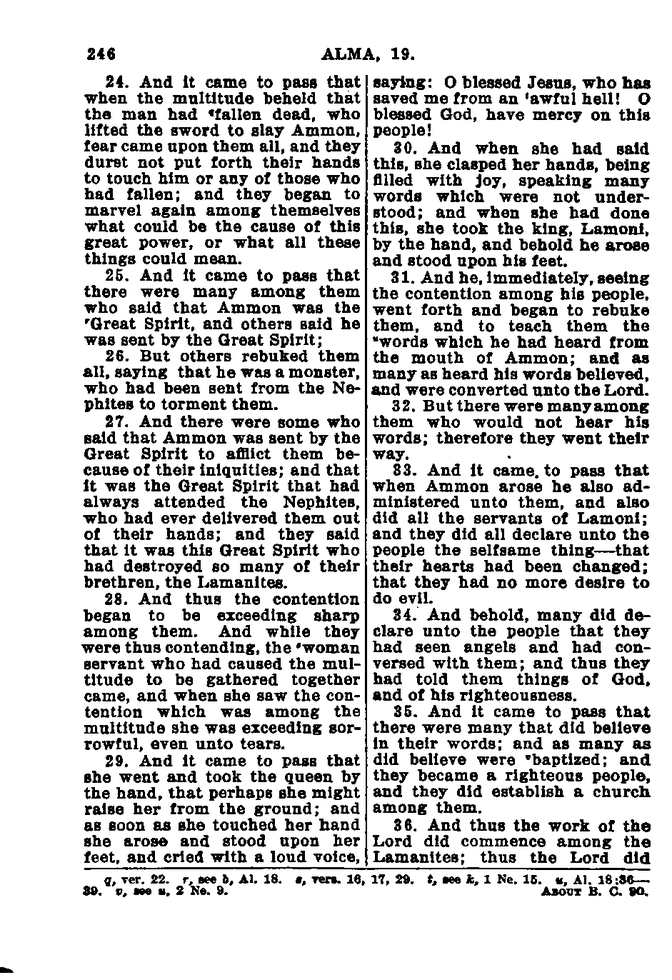 246
ALMA, 19.
24. And it came to pass that
when the multitude beheld that
the man had qfallen dead, who
lifted the sword to slay Ammon,
fear came upon them all, and they
durst not put forth their hands
to touch him or any of those who
had fallen; and they began to
marvel again among themselves
what could be the cause of this
great power, or what all these
things could mean.
25. And it came to pass that
there were many among them
who said that Ammon was the
rGreat Spirit, and others said he
was sent by the Great Spirit;
26. But others rebuked them
all, saying that he was a monster,
who had been sent from the Ne-
phites to torment them.
27. And there were some who
said that Ammon was sent by the
Great Spirit to afflict them be-
cause of their iniquities; and that
it was the Great Spirit that had
always attended the Nephites,
who had ever delivered them out
of their hands; and they said
that it was this Great Spirit who
had destroyed so many of their
brethren, the Lamanites.
28. And thus the contention
began to be exceeding sharp
among them. And while they
were thus contending, the swoman
servant who had caused the mul-
titude to be gathered together
came, and when she saw the con-
tention which was among the
multitude she was exceeding sor-
rowful, even unto tears.
29. And it came to pass that
she went and took the queen by
the hand, that perhaps she might
raise her from the ground; and
as soon as she touched her hand
she arose and stood upon her
feet, and cried with a loud voice,
saying: O blessed Jesus, who has
saved me from an tawful hell! O
blessed God, have mercy on this
people!
30. And when she had said
this, she clasped her hands, being
filled with joy, speaking many
words which were not under-
stood; and when she had done
this, she took the king, Lamoni,
by the hand, and behold he arose
and stood upon his feet.
31. And he, immediately, seeing
the contention among his people,
went forth and began to rebuke
them, and to teach them the
uwords which he had heard from
the mouth of Ammon; and as
many as heard his words believed,
and were converted unto the Lord.
32. But there were many among
them who would not hear his
words; therefore they went their
way.
33. And it came to pass that
when Ammon arose he also ad-
ministered unto them, and also
did all the servants of Lamoni;
and they did all declare unto the
people the selfsame thing—that
their hearts had been changed;
that they had no more desire to
do evil.
34. And behold, many did de-
clare unto the people that they
had seen angels and had con-
versed with them; and thus they
had told them things of God,
and of his righteousness.
35. And it came to pass that
there were many that did believe
in their words; and as many as
did believe were vbaptized; and
they became a righteous people,
and they did establish a church
among them.
36. And thus the work of the
Lord did commence among the
Lamanites; thus the Lord did
q, ver. 22. r, see b, Al. 18. s, vers. 16, 17, 29. t, see k, 1 Ne. 15. u, Al. 18:36—
39. v, see u, 2 Ne. 9. ABOUT B. C. 90.